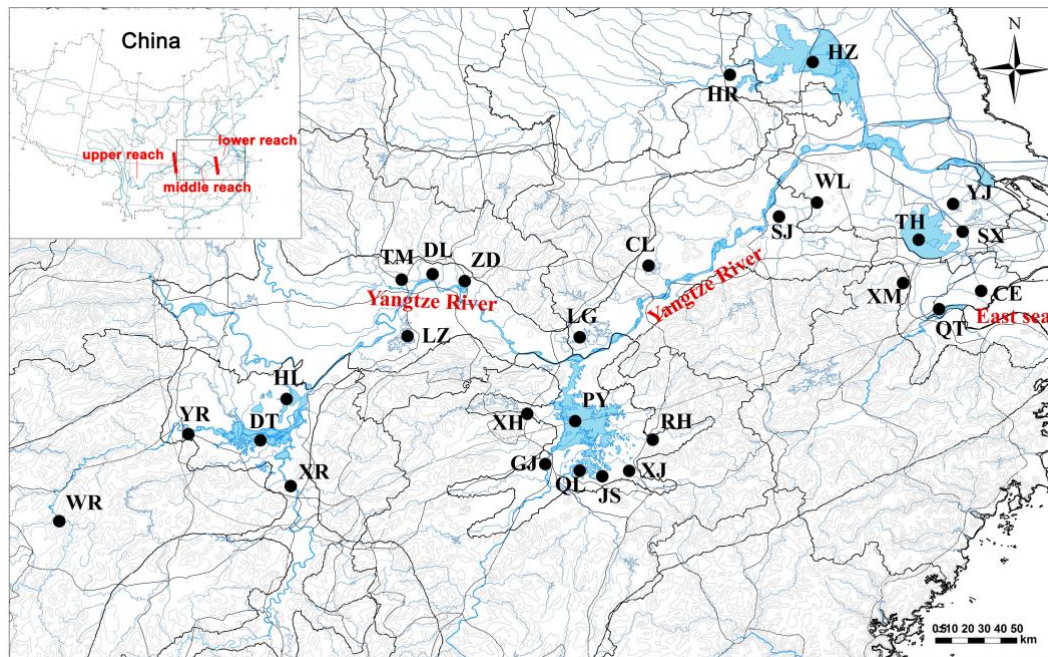 China
upper reach
lower reach
middle reach
N
HZ
HR
WL
YJ
SJ
TH
SX
CL
TM
DL
ZD
Yangtze River
Yangtze River
XM
CE
QT
East sea
LZ
LG
HL
YR
DT
XH
PY
RH
GJ
QL
JS
XJ
XR
WR
10 20 30 40 50
km